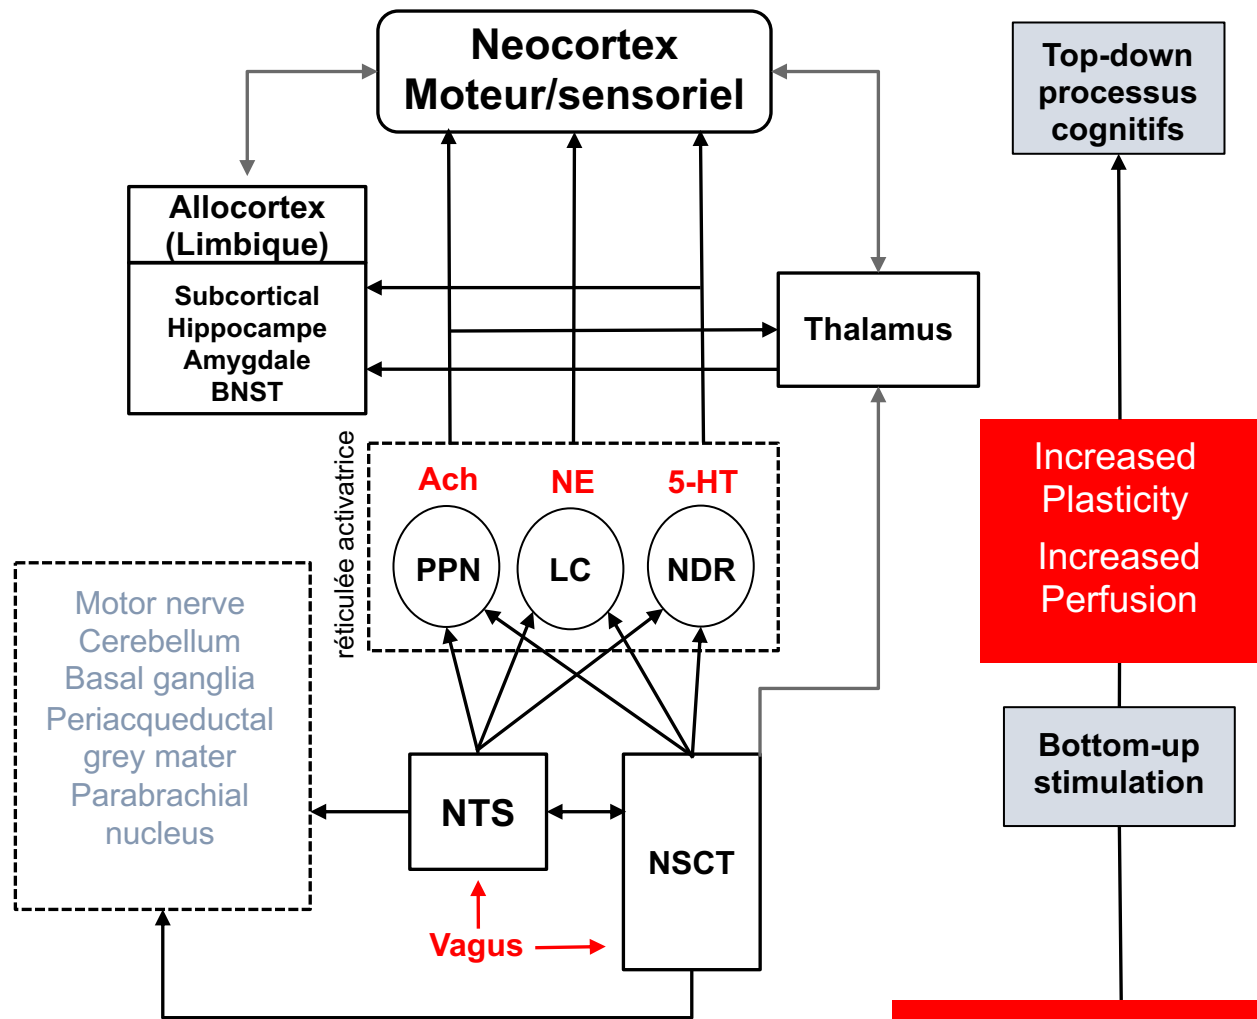 Neocortex
Moteur/sensoriel
Top-down
processus
cognitifs
Allocortex
(Limbique)
Subcortical
Hippocampe
Amygdale
BNST
Thalamus
réticulée activatrice
Ach
NE
5-HT
PPN
LC
NDR
Increased
Plasticity
Increased
Perfusion
Motor nerve
Cerebellum
Basal ganglia
Periacqueductal
grey mater
Parabrachial
nucleus
NTS
NSCT
Bottom-up
stimulation
Vagus